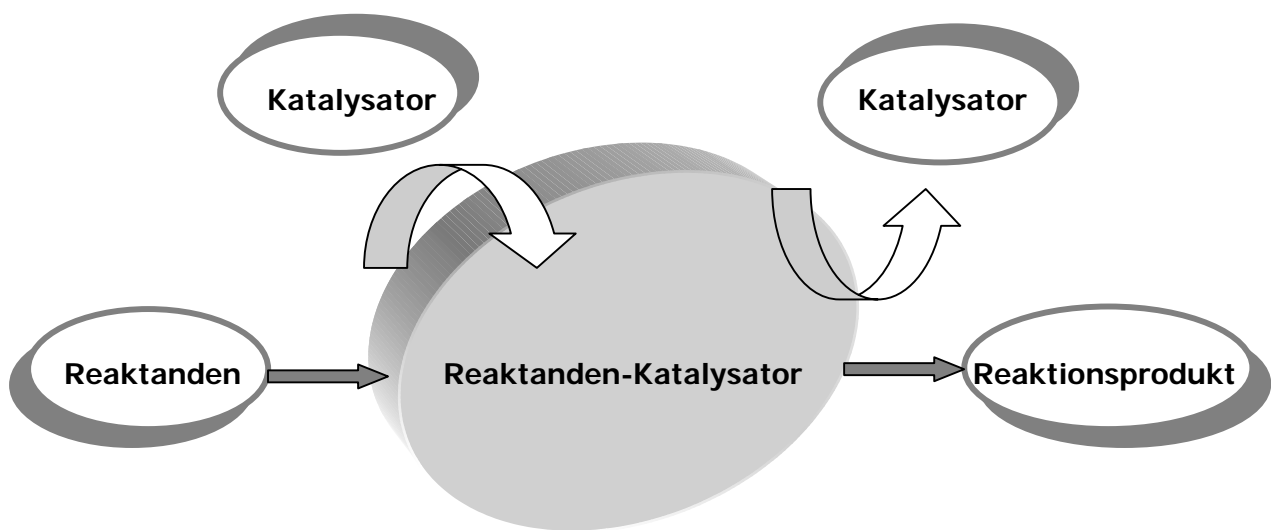 Katalysator
Katalysator
Reaktanden
Reaktanden-Katalysator
Reaktionsprodukt